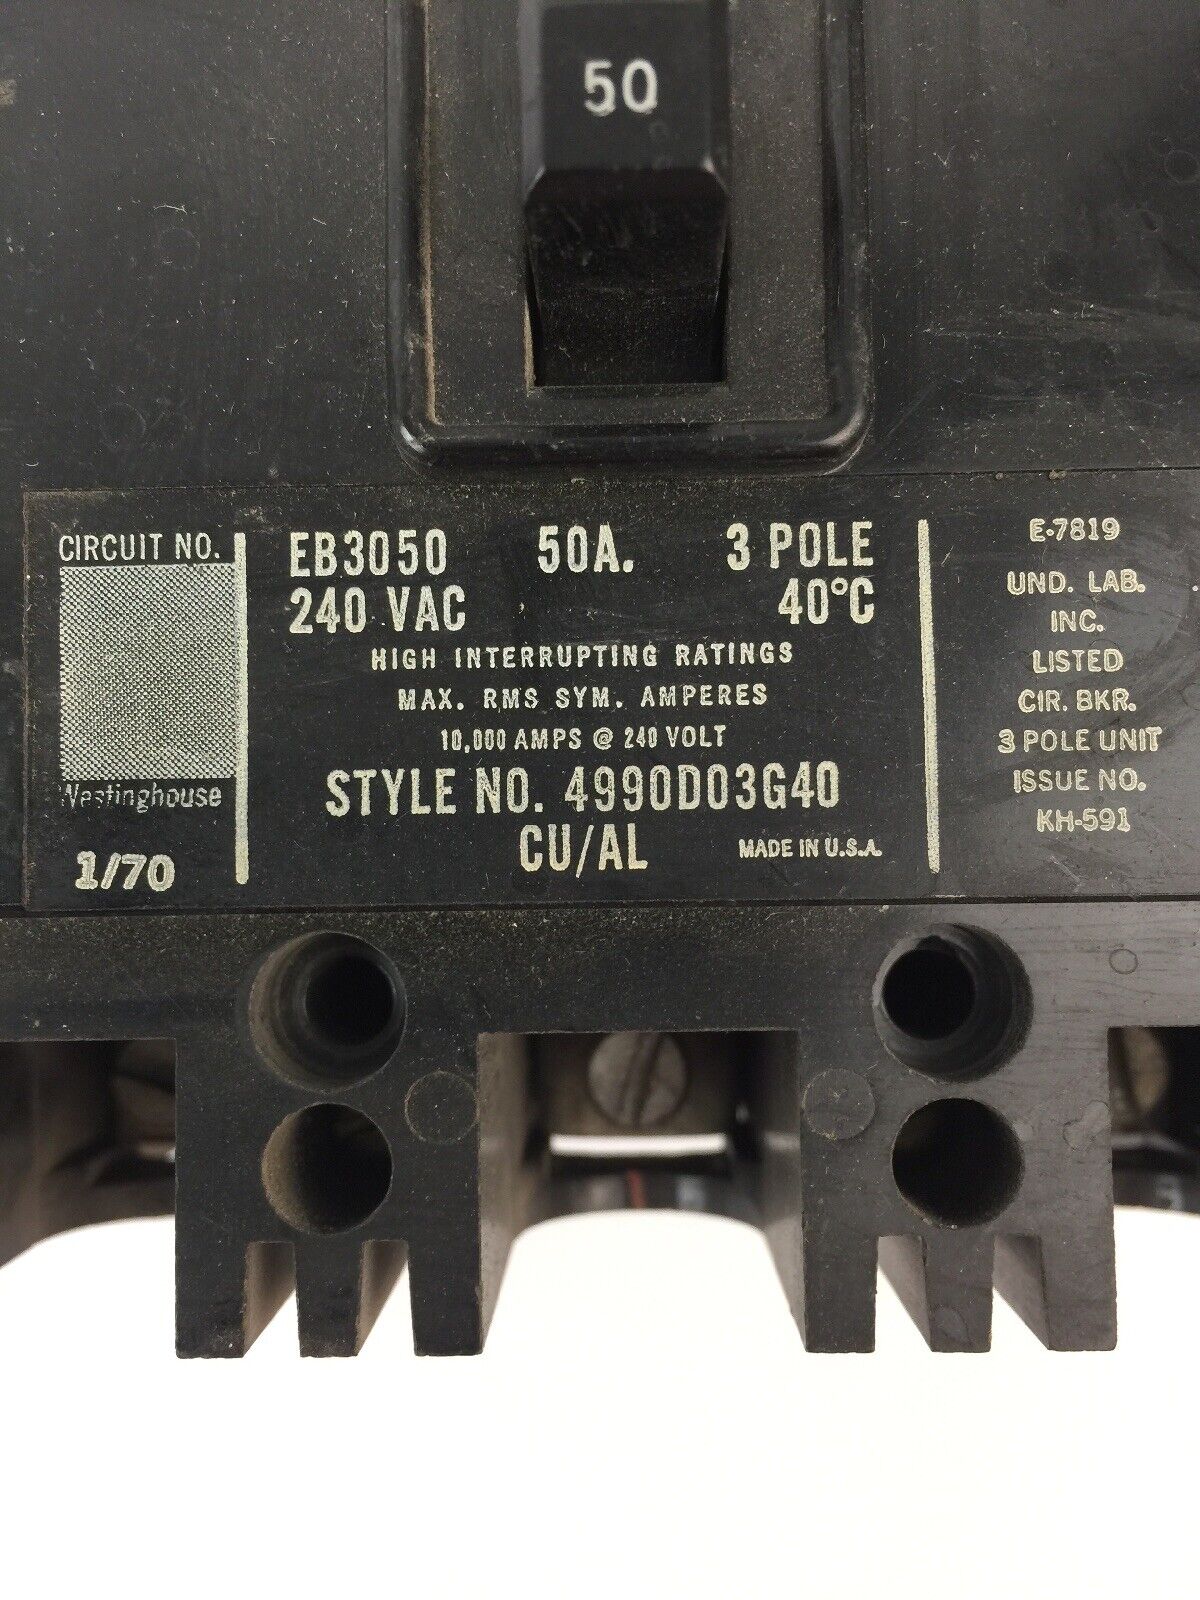 50
CIRCUIT NO.
Westinghouse
1/70
EB3050 50A. 3 POLE
240 VAC 40°C
HIGH INTERRUPTING RATINGS
MAX. RMS SYM. AMPERES
10,000 AMPS @ 240 VOLT
STYLE NO. 4990D03G40
CU/AL MADE IN U.S.A.
E-7819
UND. LAB.
INC.
LISTED
CIR. BKR.
3 POLE UNIT
ISSUE NO.
KH-591